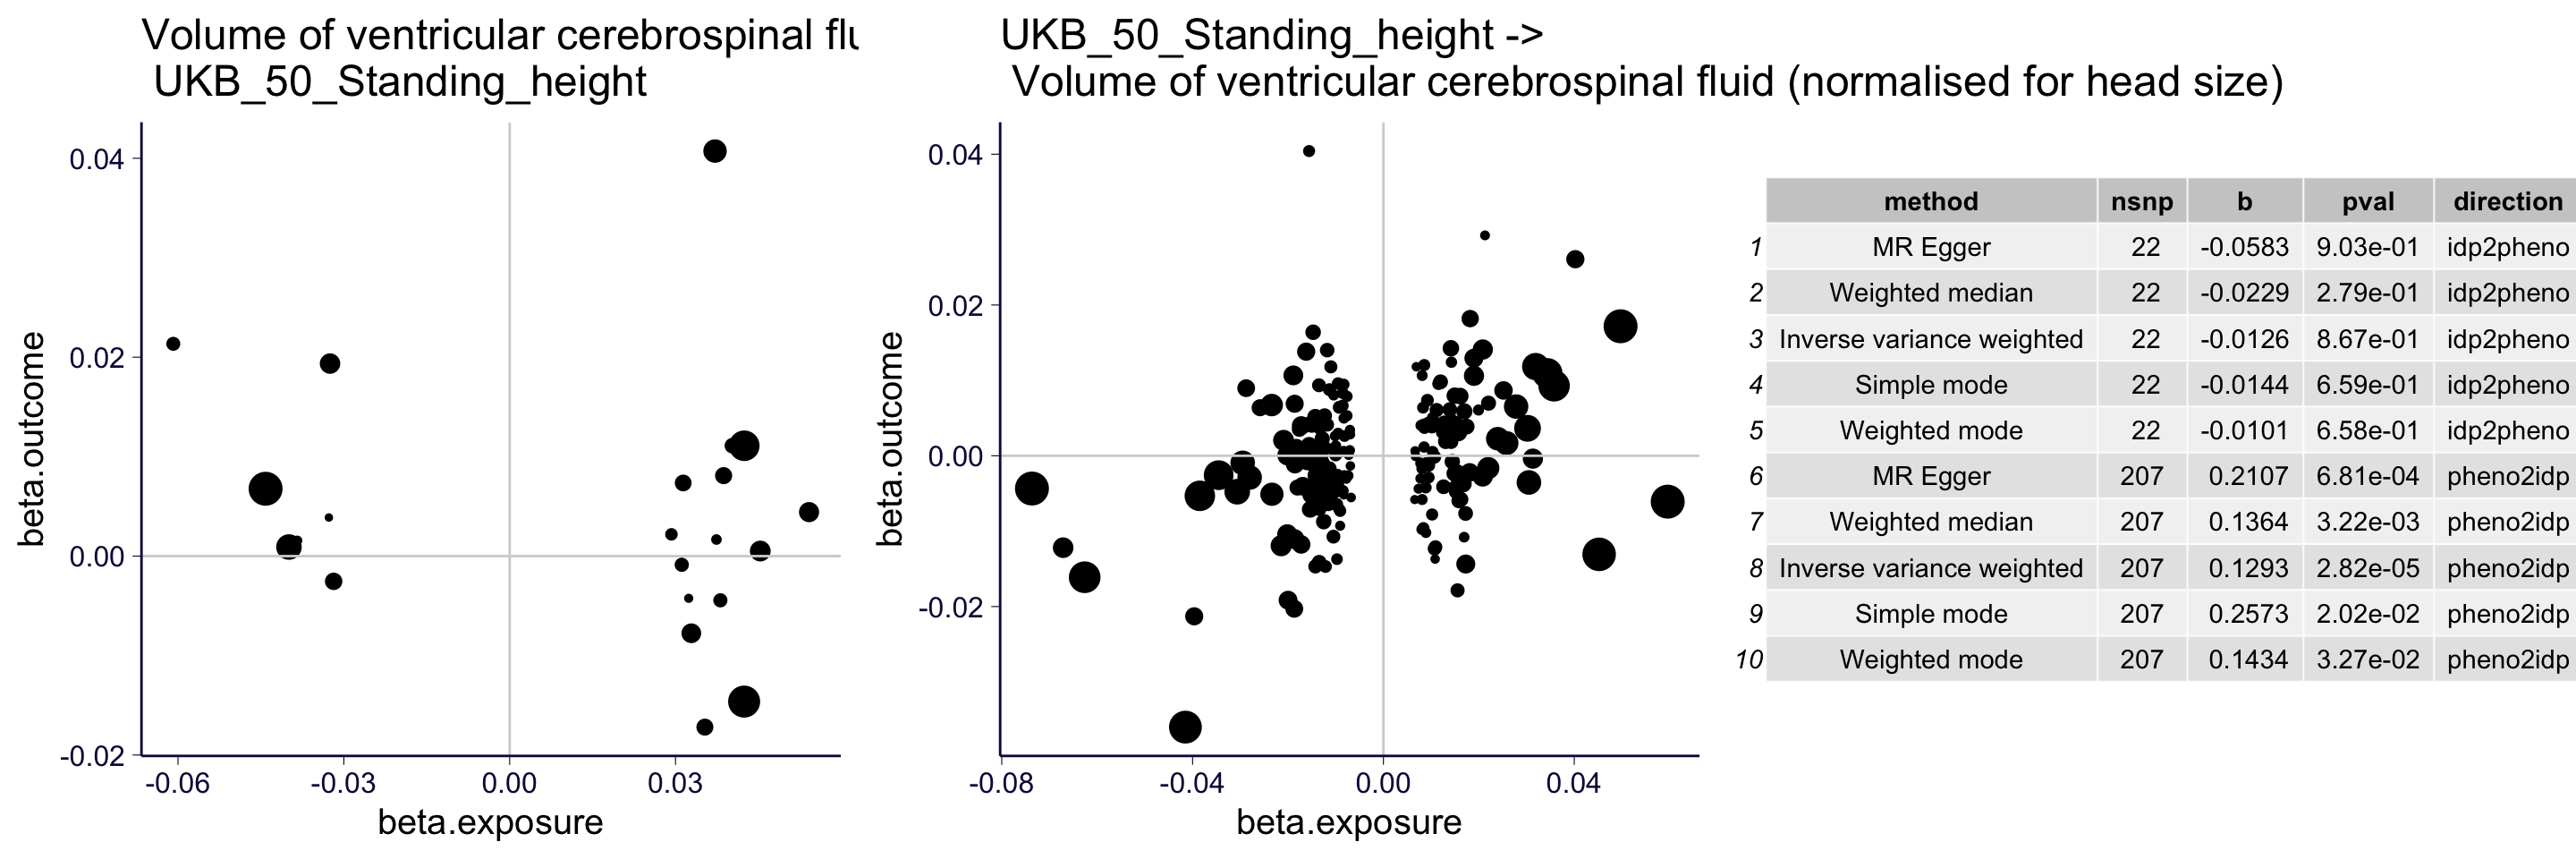 Volume of ventricular cerebrospinal flu
UKB_50_Standing_height
0.04
0.02
0.00
-0.02
beta.outcome
-0.06
-0.03
0.00
0.03
beta.exposure
UKB_50_Standing_height ->
Volume of ventricular cerebrospinal fluid (normalised for head size)
0.04
0.02
0.00
-0.02
beta.outcome
-0.08
-0.04
0.00
0.04
beta.exposure
method nsnp b pval direction
1 MR Egger 22 -0.0583 9.03e-01 idp2pheno
2 Weighted median 22 -0.0229 2.79e-01 idp2pheno
3 Inverse variance weighted 22 -0.0126 8.67e-01 idp2pheno
4 Simple mode 22 -0.0144 6.59e-01 idp2pheno
5 Weighted mode 22 -0.0101 6.58e-01 idp2pheno
6 MR Egger 207 0.2107 6.81e-04 pheno2idp
7 Weighted median 207 0.1364 3.22e-03 pheno2idp
8 Inverse variance weighted 207 0.1293 2.82e-05 pheno2idp
9 Simple mode 207 0.2573 2.02e-02 pheno2idp
10 Weighted mode 207 0.1434 3.27e-02 pheno2idp